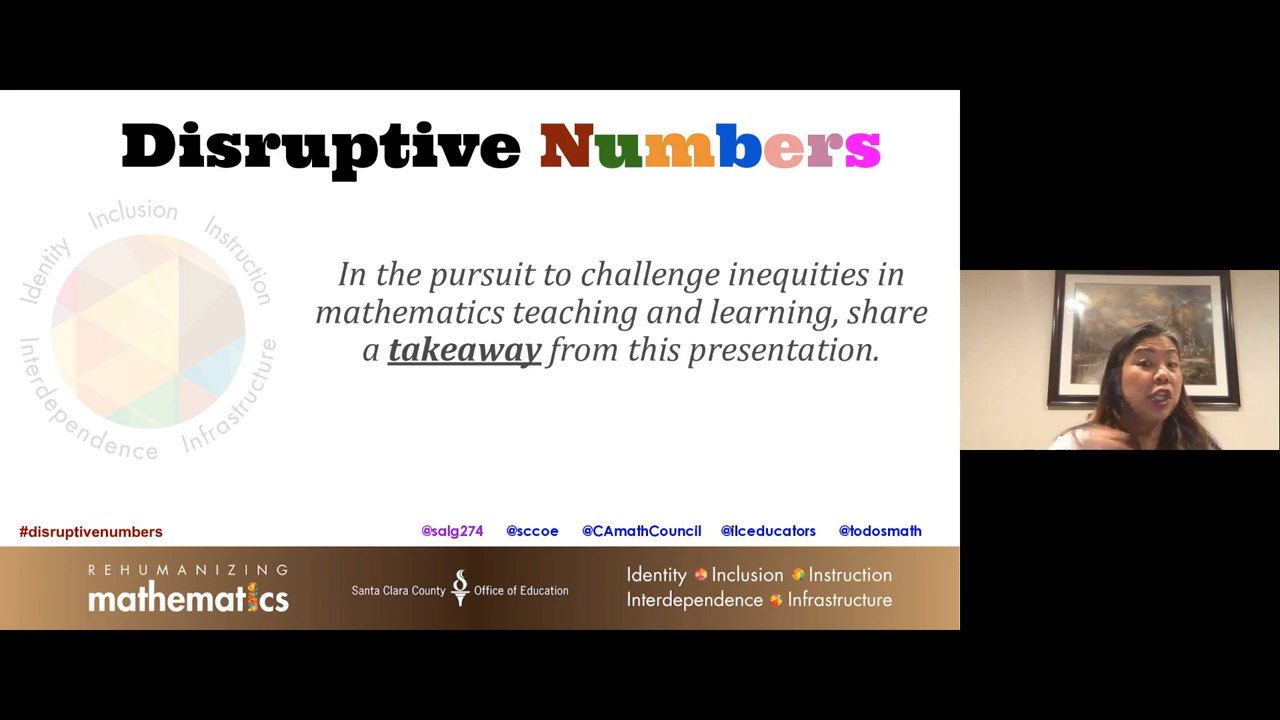 Disruptive Numbers
Identity
Inclusion
Instruction
Interdependence
Infrastructure
In the pursuit to challenge inequities in
mathematics teaching and learning, share
a takeaway from this presentation.
#disruptivenumbers
@salg274 @sccoe @CAmathCouncil @ilceducators @todosmath
REHUMANIZING
mathematics
Santa Clara County Office of Education
Identity Inclusion Instruction
Interdependence Infrastructure